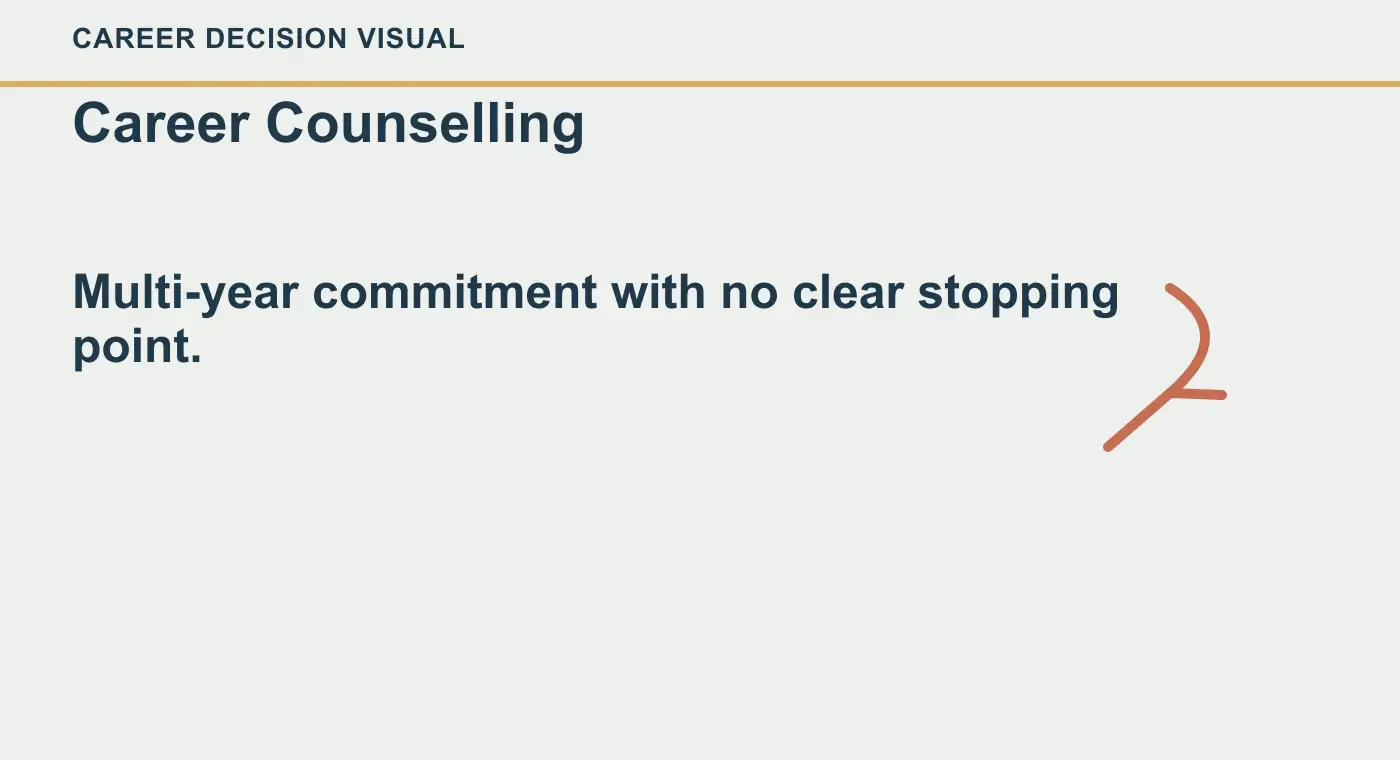 CAREER DECISION VISUAL
Career Counselling
Multi-year commitment with no clear stopping
point.